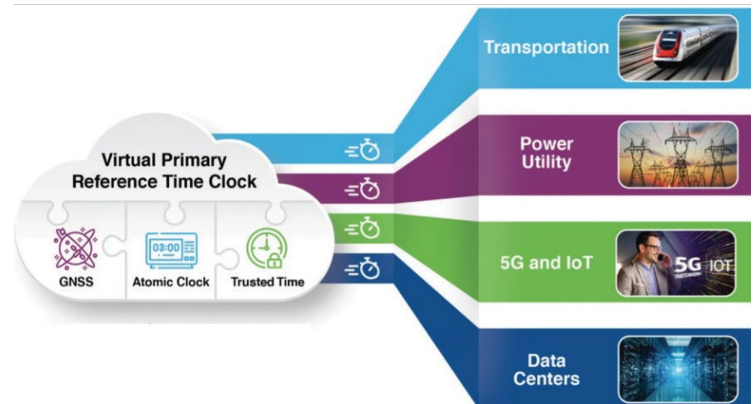 Virtual Primary
Reference Time Clock
GNSS
03:00
Atomic Clock
Trusted Time
Transportation
Power
Utility
5G and IoT
5G
IOT
Data
Centers